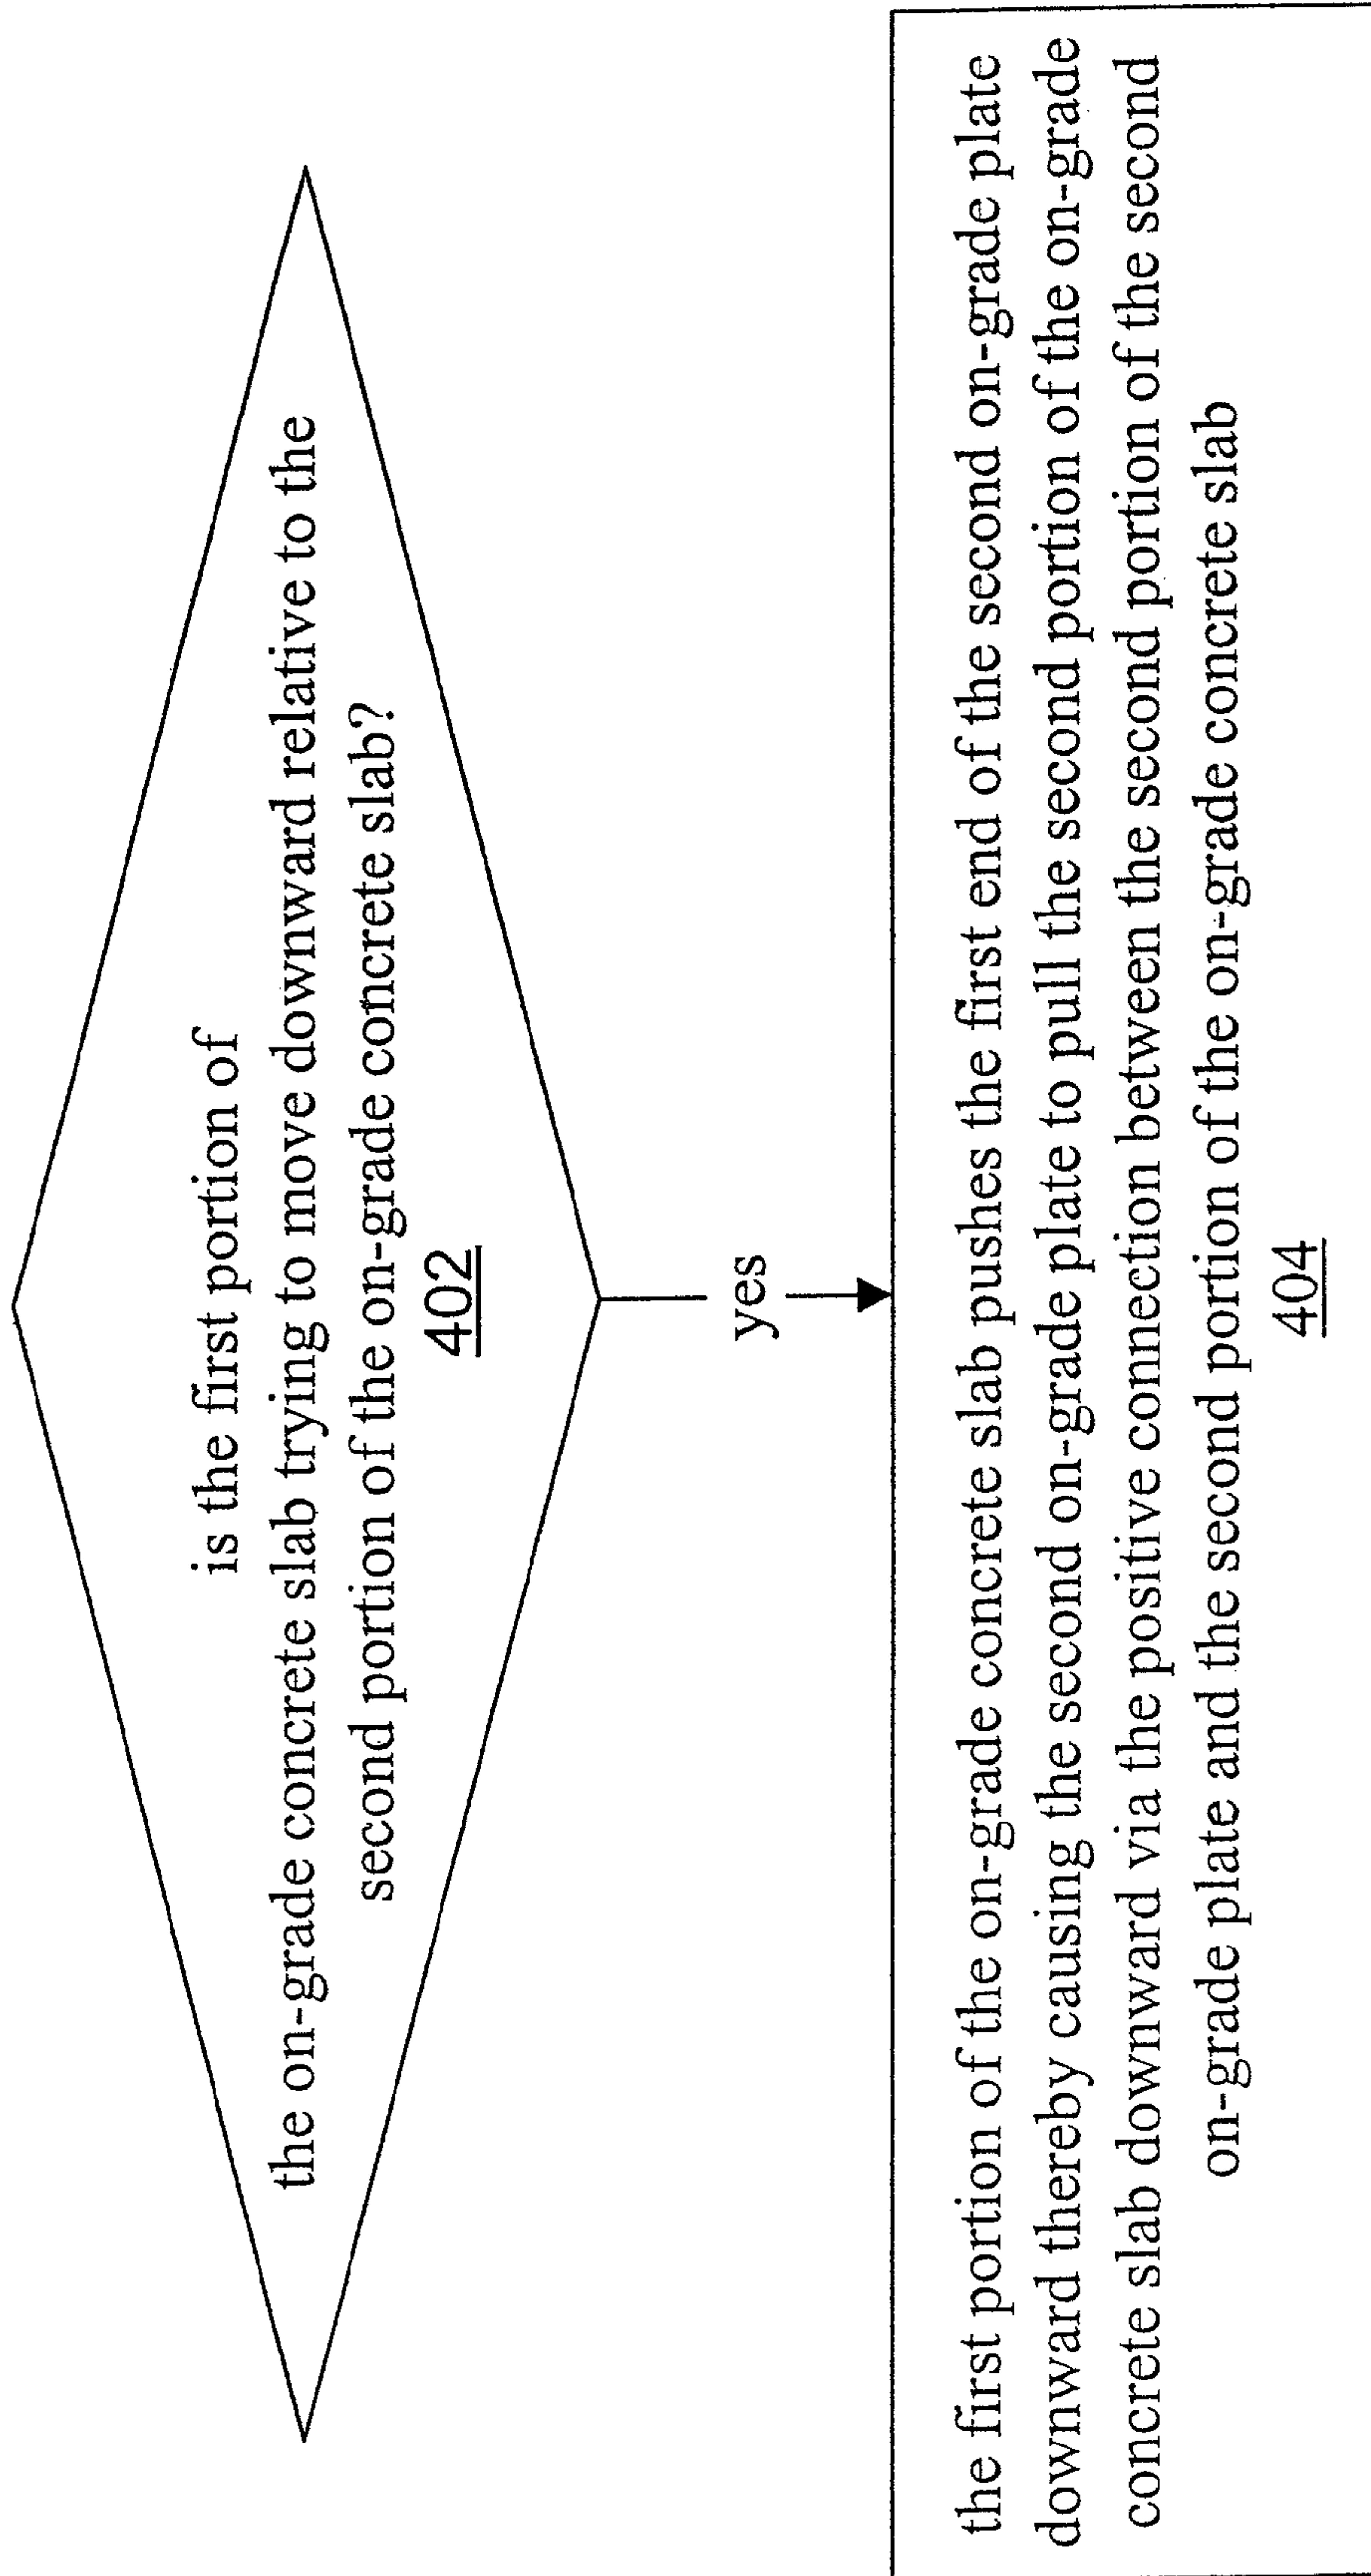 is the first portion of
the on-grade concrete slab trying to move downward relative to the
second portion of the on-grade concrete slab?
402
yes
the first portion of the on-grade concrete slab pushes the first end of the second on-grade plate
downward thereby causing the second on-grade plate to pull the second portion of the on-grade
concrete slab downward via the positive connection between the second portion of the second
on-grade plate and the second portion of the on-grade concrete slab
404